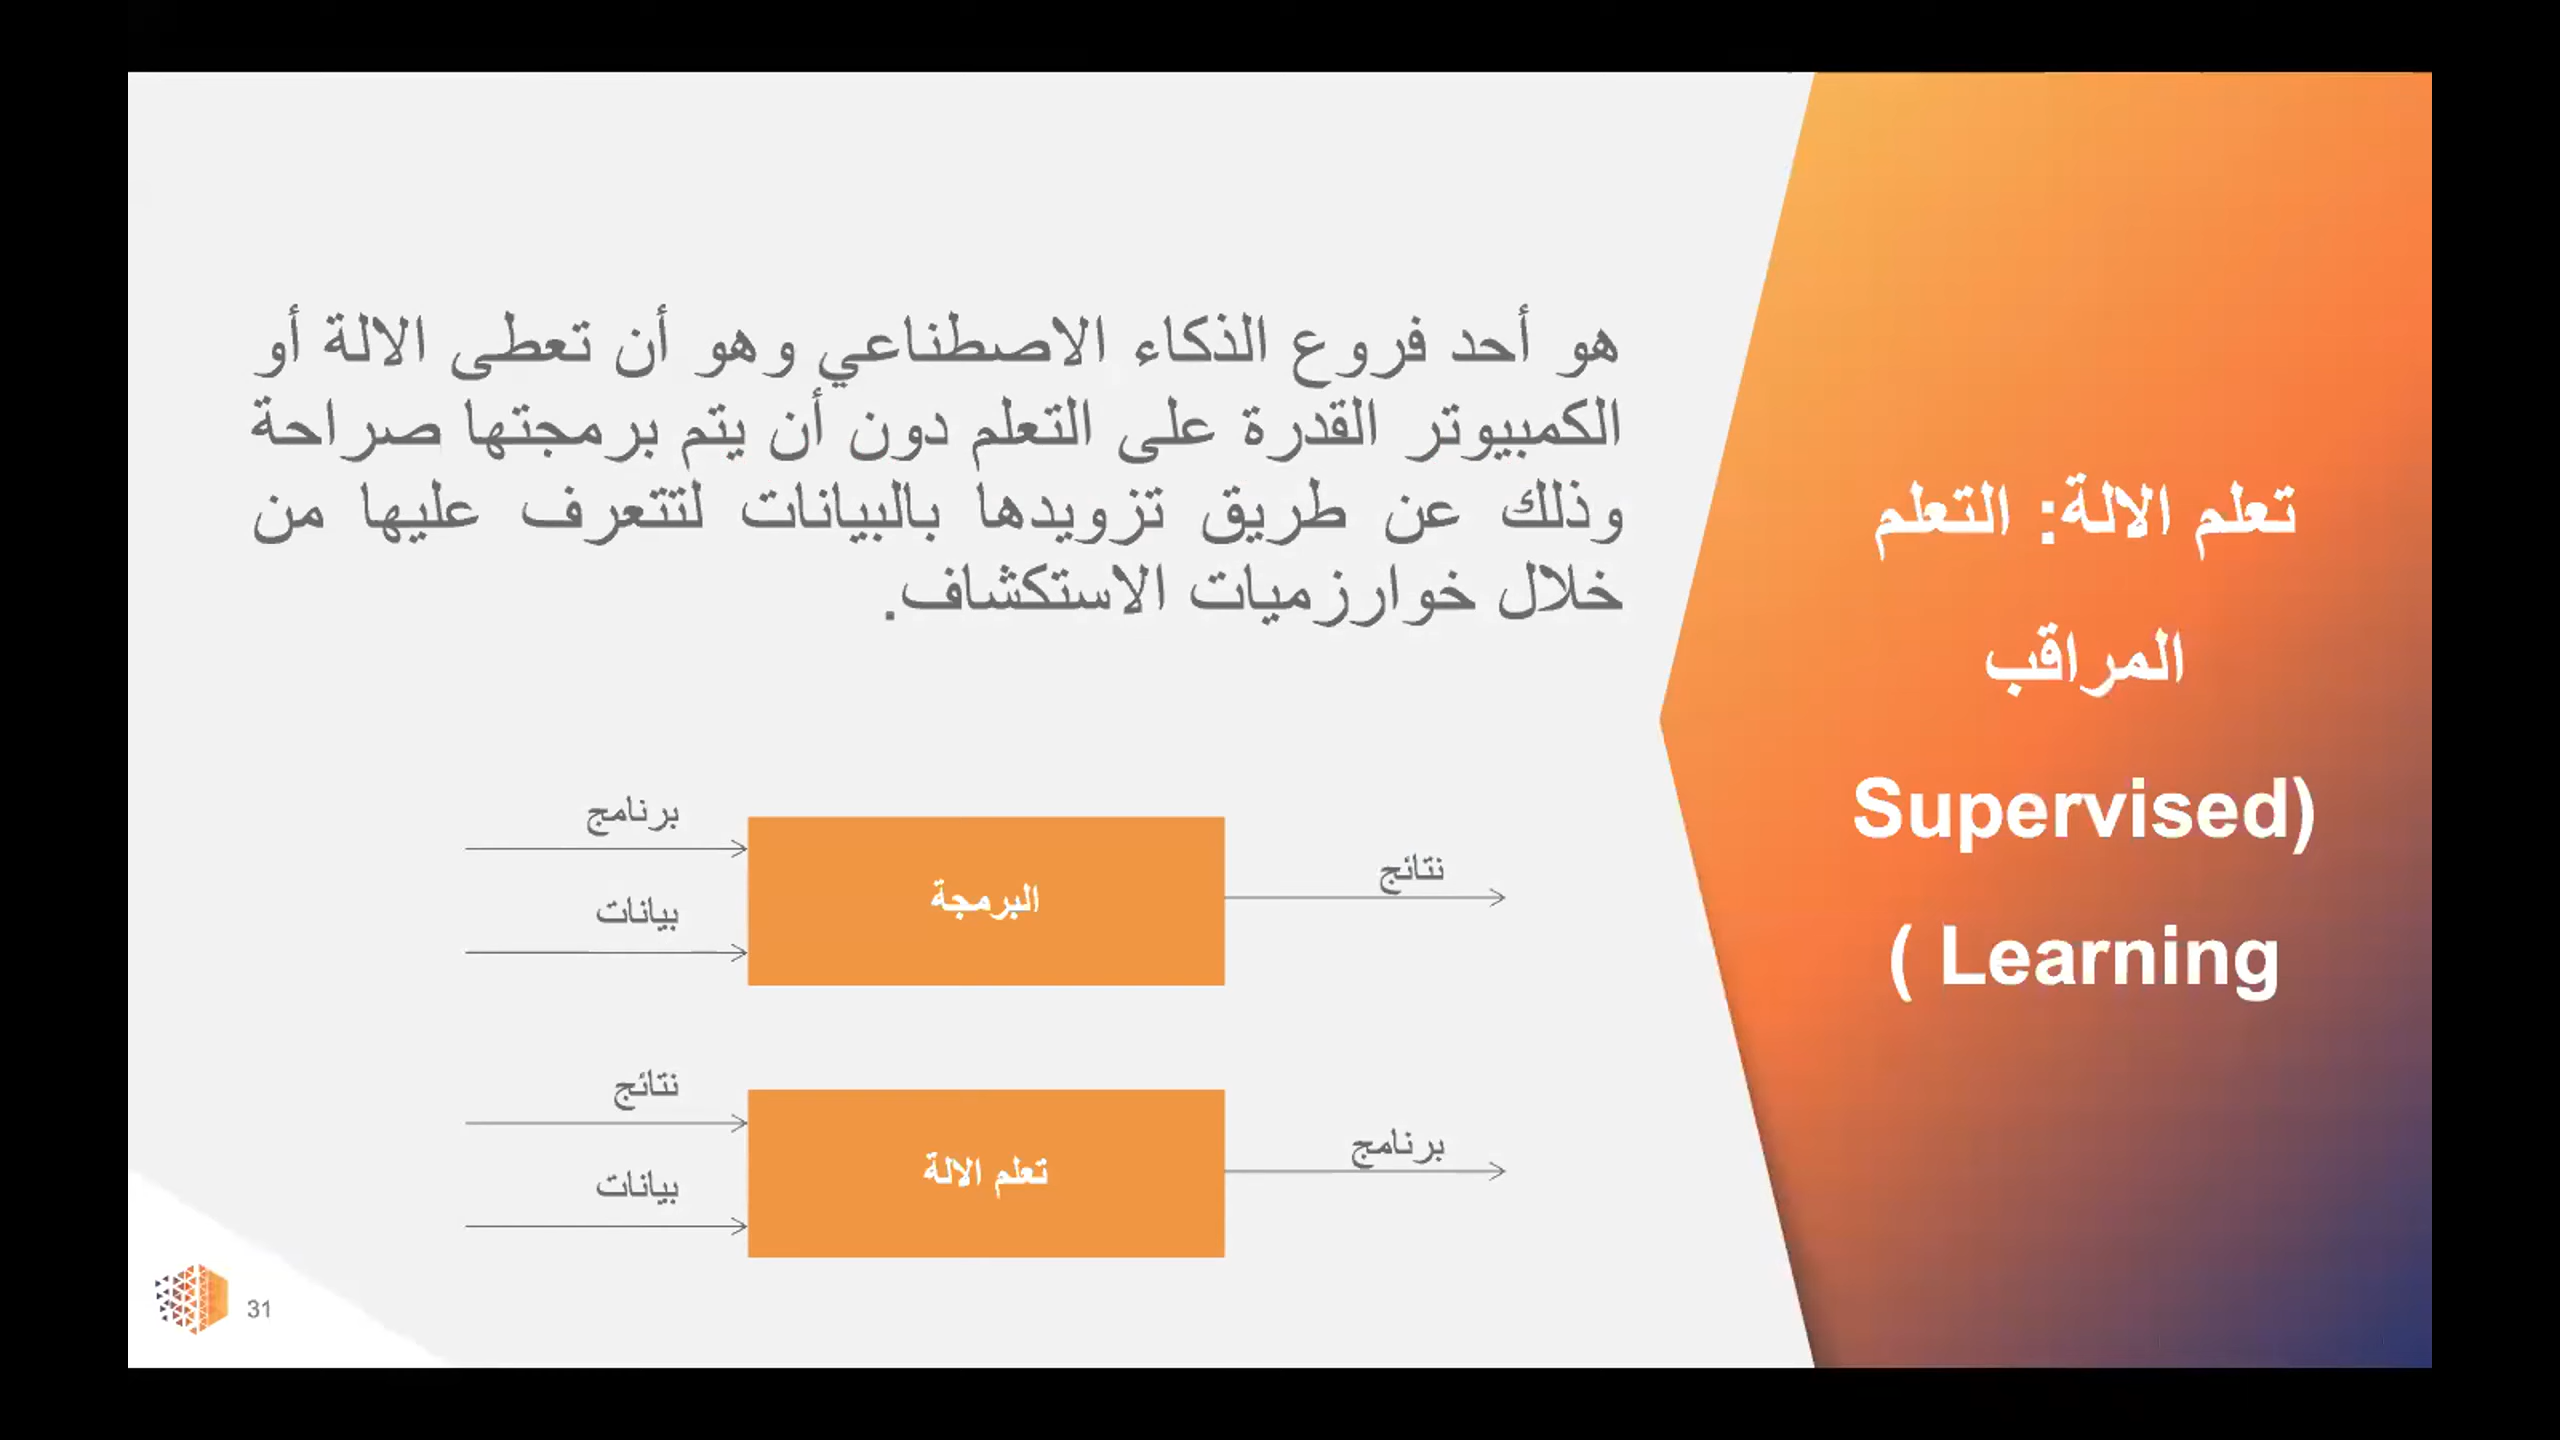 تعلم الالة: التعلم
المراقب
(Supervised
Learning )
هو أحد فروع الذكاء الاصطناعي وهو أن تعطى الالة أو
الكمبيوتر القدرة على التعلم دون أن يتم برمجتها صراحة
وذلك عن طريق تزويدها بالبيانات لتتعرف عليها من
خلال خوارزميات الاستكشاف.
برنامج
بيانات
البرمجة
نتائج
نتائج
بيانات
تعلم الالة
برنامج
31